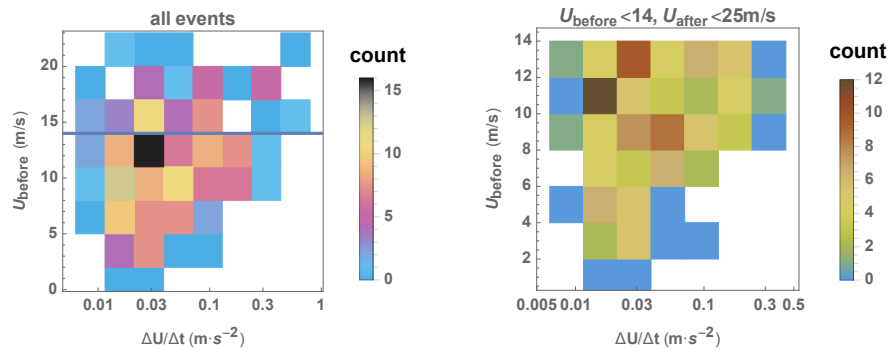 all events
U_before (m/s)
20
15
10
5
0
0.01 0.03 0.1 0.3 1
ΔU/Δt (m·s⁻²)
count
15
10
5
0
U_before <14, U_after <25m/s
U_before (m/s)
14
12
10
8
6
4
2
0.005 0.01 0.03 0.1 0.3 0.5
ΔU/Δt (m·s⁻²)
count
12
10
8
6
4
2
0